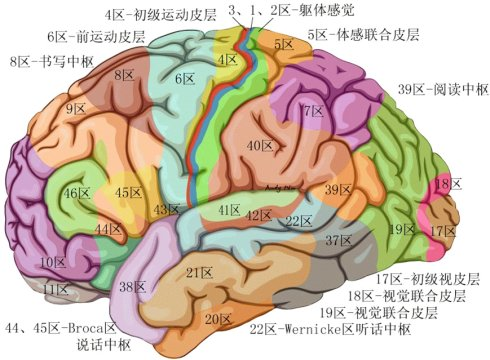 4区-初级运动皮层
3、1、2区-躯体感觉
6区-前运动皮层
5区-体感联合皮层
8区-书写中枢
39区-阅读中枢
4区
5区
8区
6区
9区
7区
40区
46区
45区
43区
41区
42区
39区
18区
44区
22区
19区
17区
10区
37区
11区
38区
21区
20区
17区-初级视皮层
18区-视觉联合皮层
19区-视觉联合皮层
44、45区-Broca区
说话中枢
22区-Wernicke区听话中枢